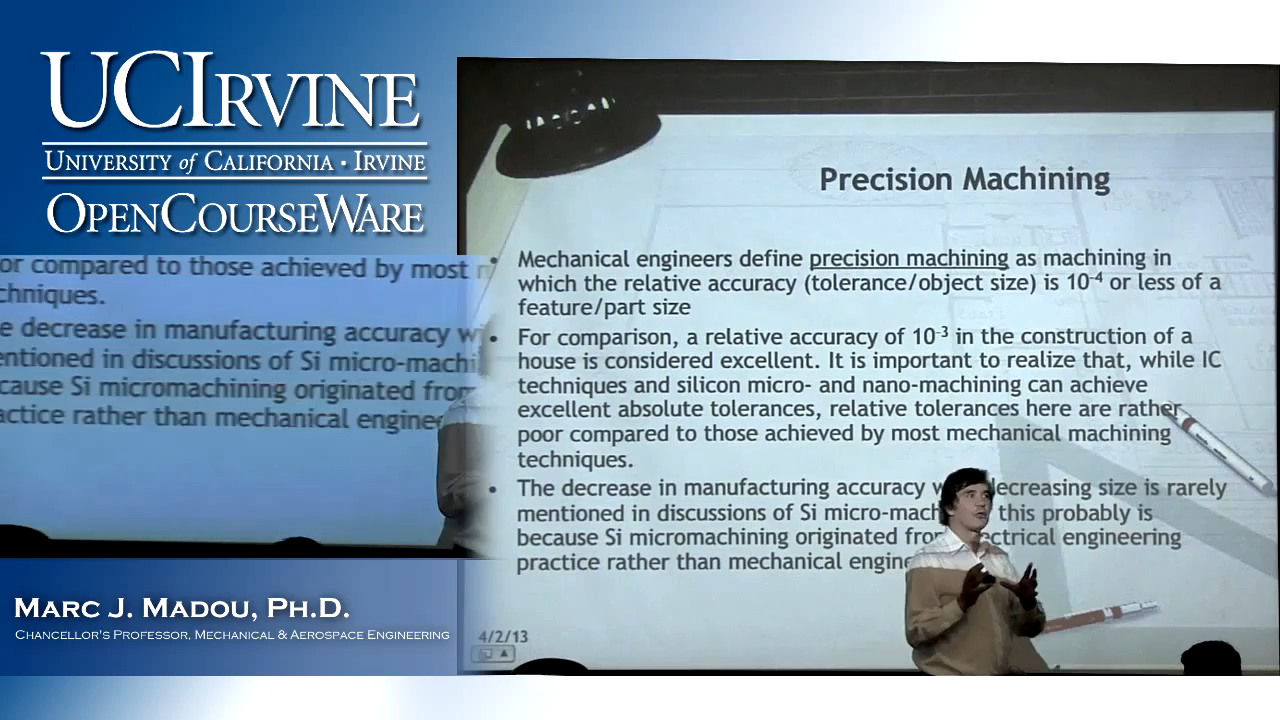 UCIRVINE
UNIVERSITY of CALIFORNIA · IRVINE
OPENCOURSEWARE
or compared to those achieved by most
chniques.
e decrease in manufacturing accuracy
entioned in discussions of Si micro-machi
cause Si micromachining originated from
actice rather than mechanical enginee
MARC J. MADOU, PH.D.
CHANCELLOR'S PROFESSOR, MECHANICAL & AEROSPACE ENGINEERING
Precision Machining
• Mechanical engineers define precision machining as machining in
which the relative accuracy (tolerance/object size) is 10-4 or less of a
feature/part size
• For comparison, a relative accuracy of 10-3 in the construction of a
house is considered excellent. It is important to realize that, while IC
techniques and silicon micro- and nano-machining can achieve
excellent absolute tolerances, relative tolerances here are rather
poor compared to those achieved by most mechanical machining
techniques.
• The decrease in manufacturing accuracy w decreasing size is rarely
mentioned in discussions of Si micro-mach this probably is
because Si micromachining originated from ectrical engineering
practice rather than mechanical engine
4/2/13